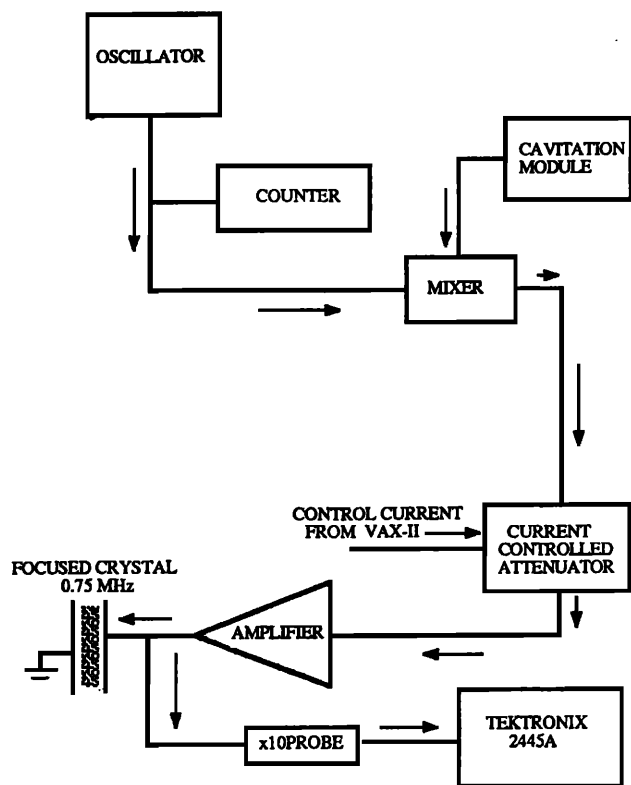 OSCILLATOR
CAVITATION
MODULE
COUNTER
MIXER
CONTROL CURRENT
FROM VAX-II
CURRENT
CONTROLLED
ATTENUATOR
FOCUSED CRYSTAL
0.75 MHz
AMPLIFIER
x10PROBE
TEKTRONIX
2445A